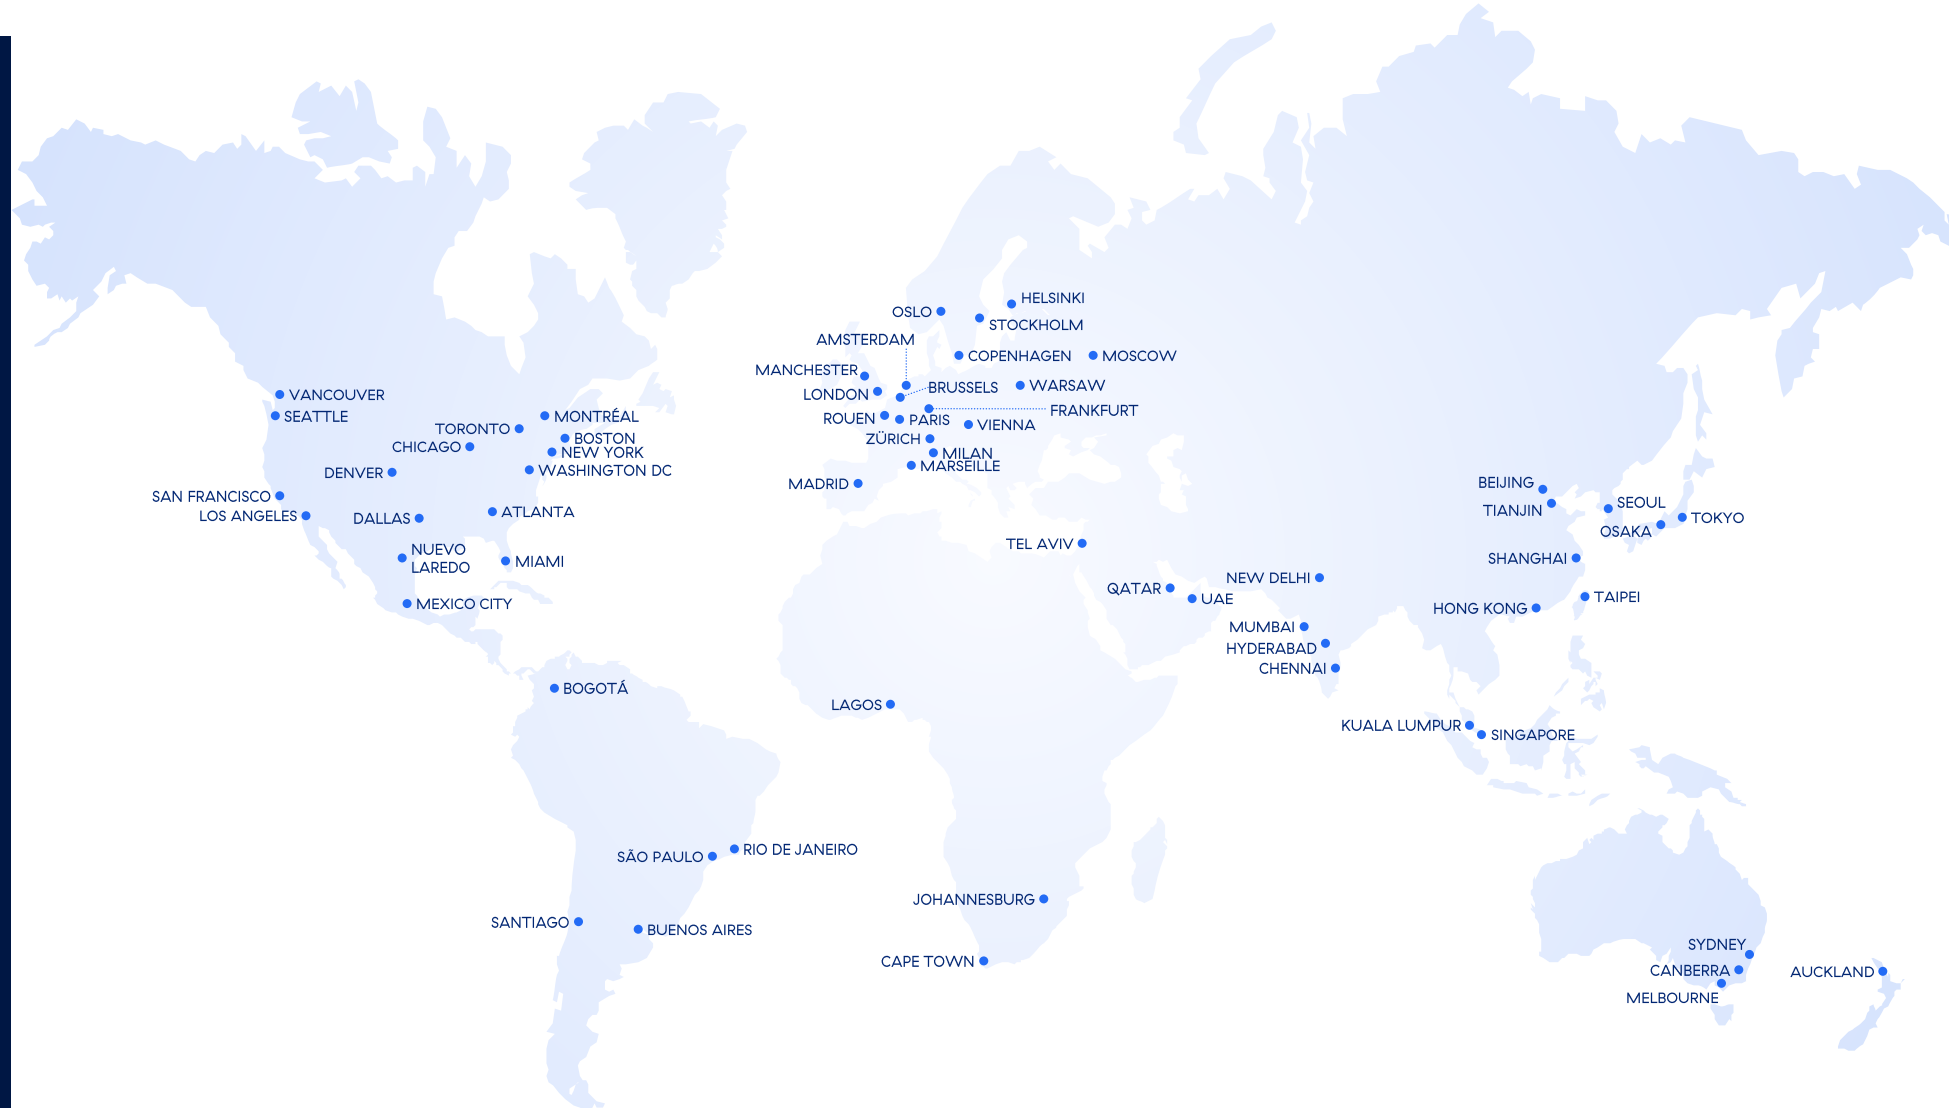 VANCOUVER
SEATTLE
MONTRÉAL
TORONTO
BOSTON
CHICAGO
NEW YORK
WASHINGTON DC
DENVER
SAN FRANCISCO
LOS ANGELES
DALLAS
ATLANTA
NUEVO
LAREDO
MIAMI
MEXICO CITY
BOGOTÁ
SÃO PAULO
RIO DE JANEIRO
SANTIAGO
BUENOS AIRES
HELSINKI
OSLO
STOCKHOLM
AMSTERDAM
COPENHAGEN
MOSCOW
MANCHESTER
BRUSSELS
WARSAW
LONDON
FRANKFURT
ROUEN
PARIS
VIENNA
ZÜRICH
MILAN
MARSEILLE
MADRID
TEL AVIV
QATAR
UAE
LAGOS
JOHANNESBURG
CAPE TOWN
NEW DELHI
MUMBAI
HYDERABAD
CHENNAI
BEIJING
TIANJIN
SEOUL
TOKYO
OSAKA
SHANGHAI
TAIPEI
HONG KONG
KUALA LUMPUR
SINGAPORE
SYDNEY
CANBERRA
MELBOURNE
AUCKLAND